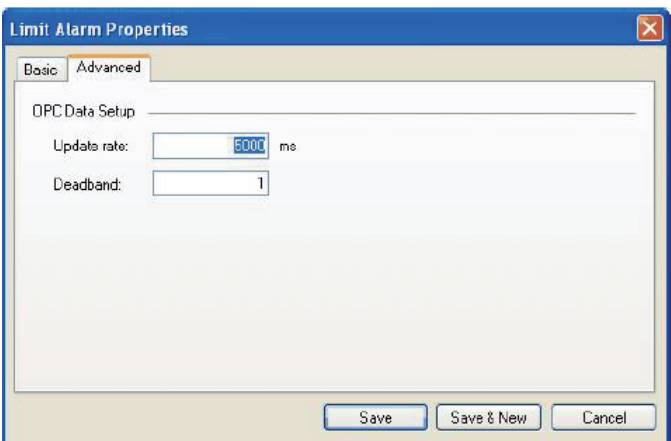 Limit Alarm Properties
Basic Advanced
OPC Data Setup
Update rate: 5000 ms
Deadband: 1
Save Save & New Cancel